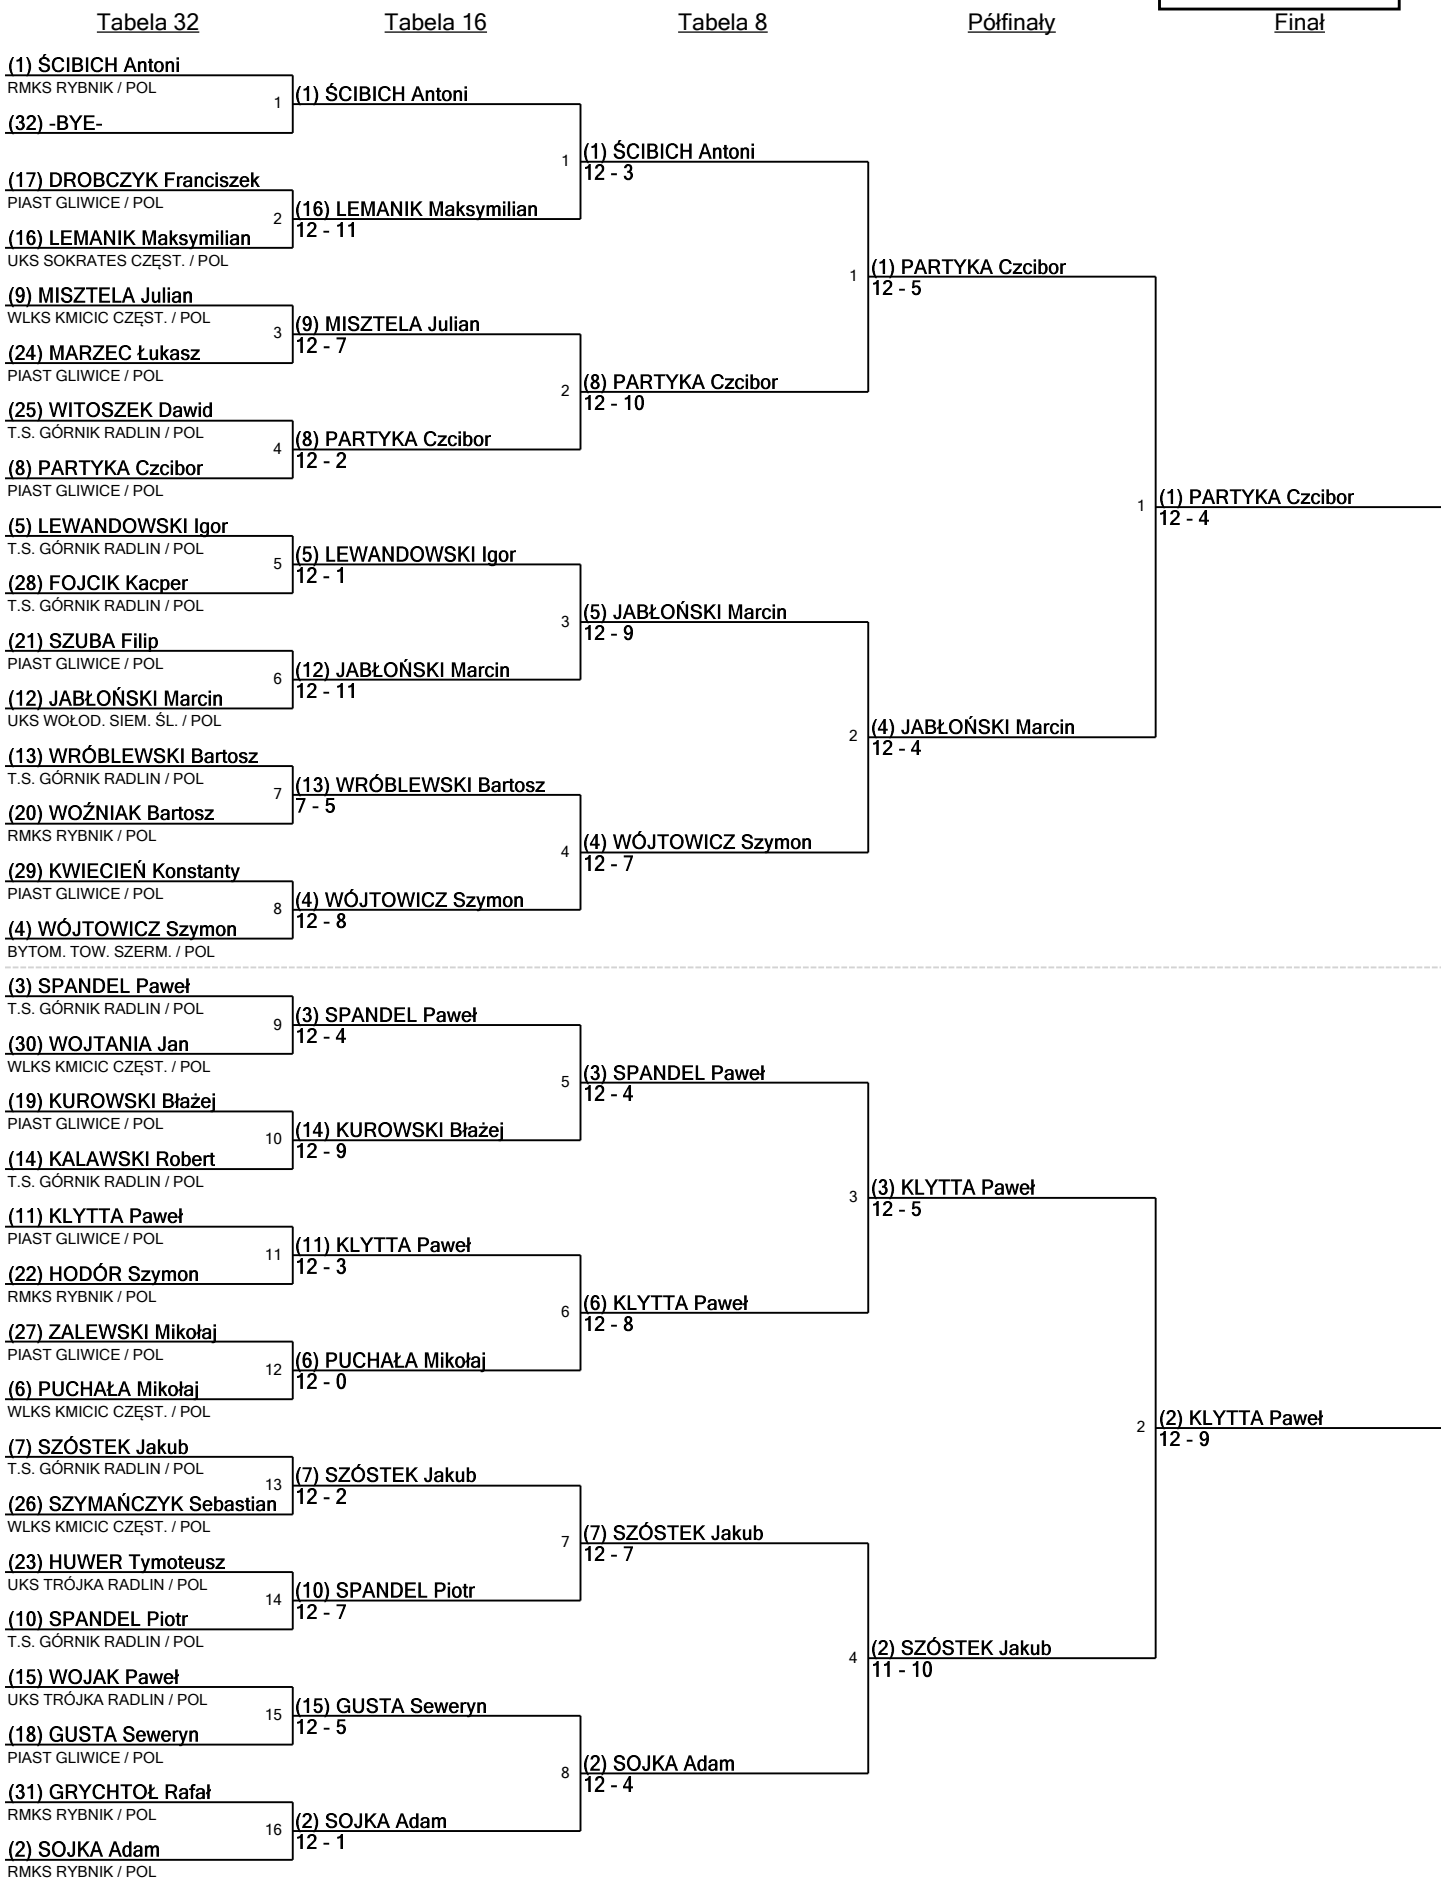 Tabela 32
Tabela 16
Tabela 8
Półfinały
Finał
(1) ŚCIBICH Antoni
RMKS RYBNIK / POL
(32) -BYE-
(17) DROBCZYK Franciszek
PIAST GLIWICE / POL
(16) LEMANIK Maksymilian
UKS SOKRATES CZĘST. / POL
(9) MISZTELA Julian
WLKS KMICIC CZĘST. / POL
(24) MARZEC Łukasz
PIAST GLIWICE / POL
(25) WITOSZEK Dawid
T.S. GÓRNIK RADLIN / POL
(8) PARTYKA Czcibor
PIAST GLIWICE / POL
(5) LEWANDOWSKI Igor
T.S. GÓRNIK RADLIN / POL
(28) FOJCIK Kacper
T.S. GÓRNIK RADLIN / POL
(21) SZUBA Filip
PIAST GLIWICE / POL
(12) JABŁOŃSKI Marcin
UKS WOŁOD. SIEM. ŚL. / POL
(13) WRÓBLEWSKI Bartosz
T.S. GÓRNIK RADLIN / POL
(20) WOŹNIAK Bartosz
RMKS RYBNIK / POL
(29) KWIECIEŃ Konstanty
PIAST GLIWICE / POL
(4) WÓJTOWICZ Szymon
BYTOM. TOW. SZERM. / POL
(3) SPANDEL Paweł
T.S. GÓRNIK RADLIN / POL
(30) WOJTANIA Jan
WLKS KMICIC CZĘST. / POL
(19) KUROWSKI Błażej
PIAST GLIWICE / POL
(14) KALAWSKI Robert
T.S. GÓRNIK RADLIN / POL
(11) KLYTTA Paweł
PIAST GLIWICE / POL
(22) HODÓR Szymon
RMKS RYBNIK / POL
(27) ZALEWSKI Mikołaj
PIAST GLIWICE / POL
(6) PUCHAŁA Mikołaj
WLKS KMICIC CZĘST. / POL
(7) SZÓSTEK Jakub
T.S. GÓRNIK RADLIN / POL
(26) SZYMAŃCZYK Sebastian
WLKS KMICIC CZĘST. / POL
(23) HUWER Tymoteusz
UKS TRÓJKA RADLIN / POL
(10) SPANDEL Piotr
T.S. GÓRNIK RADLIN / POL
(15) WOJAK Paweł
UKS TRÓJKA RADLIN / POL
(18) GUSTA Seweryn
PIAST GLIWICE / POL
(31) GRYCHTOŁ Rafał
RMKS RYBNIK / POL
(2) SOJKA Adam
RMKS RYBNIK / POL
1
(1) ŚCIBICH Antoni
2
(16) LEMANIK Maksymilian
12 - 11
3
(9) MISZTELA Julian
12 - 7
4
(8) PARTYKA Czcibor
12 - 2
5
(5) LEWANDOWSKI Igor
12 - 1
6
(12) JABŁOŃSKI Marcin
12 - 11
7
(13) WRÓBLEWSKI Bartosz
7 - 5
8
(4) WÓJTOWICZ Szymon
12 - 8
9
(3) SPANDEL Paweł
12 - 4
10
(14) KUROWSKI Błażej
12 - 9
11
(11) KLYTTA Paweł
12 - 3
12
(6) PUCHAŁA Mikołaj
12 - 0
13
(7) SZÓSTEK Jakub
12 - 2
14
(10) SPANDEL Piotr
12 - 7
15
(15) GUSTA Seweryn
12 - 5
16
(2) SOJKA Adam
12 - 1
1
(1) ŚCIBICH Antoni
12 - 3
2
(8) PARTYKA Czcibor
12 - 10
3
(5) JABŁOŃSKI Marcin
12 - 9
4
(4) WÓJTOWICZ Szymon
12 - 7
5
(3) SPANDEL Paweł
12 - 4
6
(6) KLYTTA Paweł
12 - 8
7
(7) SZÓSTEK Jakub
12 - 7
8
(2) SOJKA Adam
12 - 4
1
(1) PARTYKA Czcibor
12 - 5
2
(4) JABŁOŃSKI Marcin
12 - 4
3
(3) KLYTTA Paweł
12 - 5
4
(2) SZÓSTEK Jakub
11 - 10
1
(1) PARTYKA Czcibor
12 - 4
2
(2) KLYTTA Paweł
12 - 9